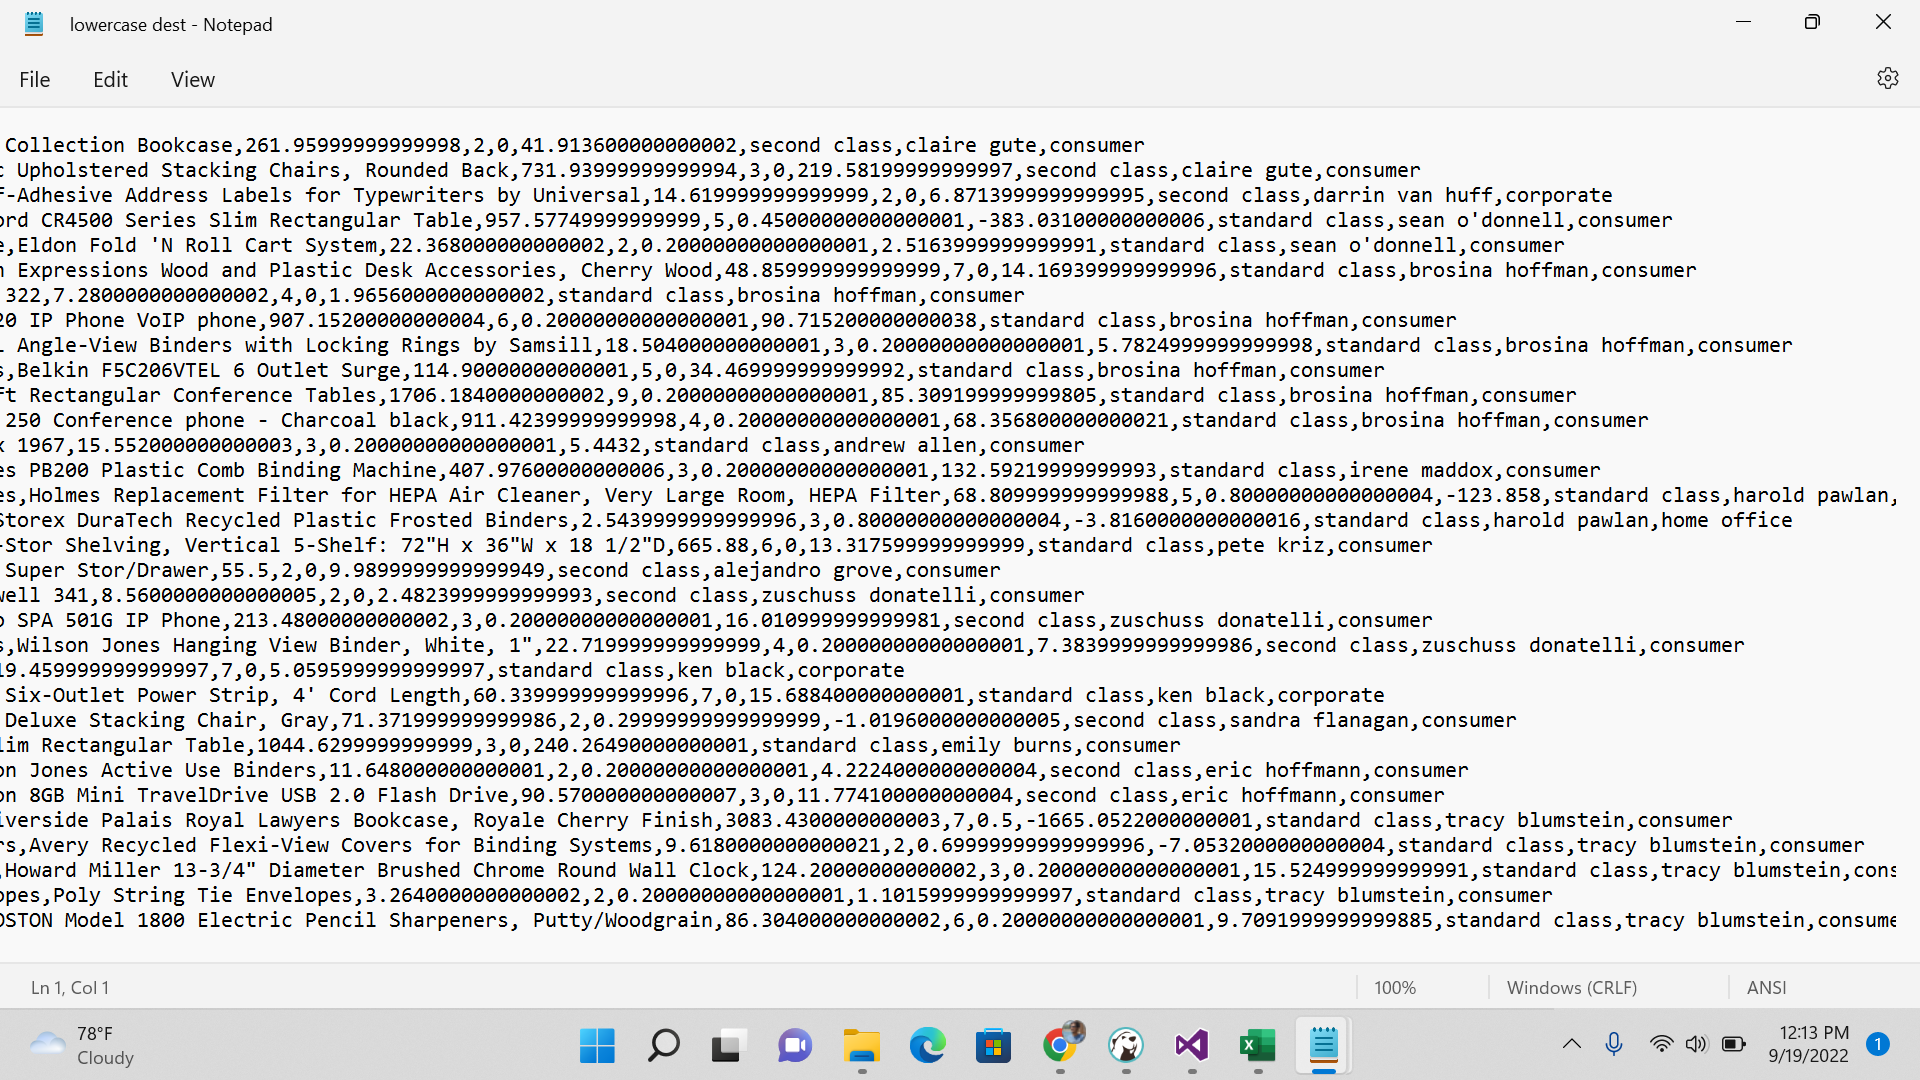 lowercase dest - Notepad
File Edit View
Collection Bookcase,261.95999999999998,2,0,41.913600000000002,second class,claire gute,consumer
c Upholstered Stacking Chairs, Rounded Back,731.93999999999994,3,0,219.58199999999997,second class,claire gute,consumer
f-Adhesive Address Labels for Typewriters by Universal,14.619999999999999,2,0,6.8713999999999995,second class,darrin van huff,corporate
ord CR4500 Series Slim Rectangular Table,957.57749999999999,5,0.45000000000000001,-383.03100000000006,standard class,sean o'donnell,consumer
e,Eldon Fold 'N Roll Cart System,22.368000000000002,2,0.20000000000000001,2.5163999999999991,standard class,sean o'donnell,consumer
n Expressions Wood and Plastic Desk Accessories, Cherry Wood,48.859999999999999,7,0,14.169399999999996,standard class,brosina hoffman,consumer
322,7.2800000000000002,4,0,1.9656000000000002,standard class,brosina hoffman,consumer
20 IP Phone VoIP phone,907.15200000000004,6,0.20000000000000001,90.715200000000038,standard class,brosina hoffman,consumer
L Angle-View Binders with Locking Rings by Samsill,18.504000000000001,3,0.20000000000000001,5.7824999999999998,standard class,brosina hoffman,consumer
s,Belkin F5C206VTEL 6 Outlet Surge,114.90000000000001,5,0,34.469999999999992,standard class,brosina hoffman,consumer
ft Rectangular Conference Tables,1706.1840000000002,9,0.20000000000000001,85.309199999999805,standard class,brosina hoffman,consumer
250 Conference phone - Charcoal black,911.42399999999998,4,0.20000000000000001,68.356800000000021,standard class,brosina hoffman,consumer
x 1967,15.552000000000003,3,0.20000000000000001,5.4432,standard class,andrew allen,consumer
es PB200 Plastic Comb Binding Machine,407.97600000000006,3,0.20000000000000001,132.59219999999993,standard class,irene maddox,consumer
es,Holmes Replacement Filter for HEPA Air Cleaner, Very Large Room, HEPA Filter,68.809999999999988,5,0.80000000000000004,-123.858,standard class,harold pawlan,
Storex DuraTech Recycled Plastic Frosted Binders,2.5439999999999996,3,0.80000000000000004,-3.8160000000000016,standard class,harold pawlan,home office
-Stor Shelving, Vertical 5-Shelf: 72"H x 36"W x 18 1/2"D,665.88,6,0,13.317599999999999,standard class,pete kriz,consumer
Super Stor/Drawer,55.5,2,0,9.9899999999999949,second class,alejandro grove,consumer
well 341,8.5600000000000005,2,0,2.4823999999999993,second class,zuschuss donatelli,consumer
o SPA 501G IP Phone,213.48000000000002,3,0.20000000000000001,16.010999999999981,second class,zuschuss donatelli,consumer
s,Wilson Jones Hanging View Binder, White, 1",22.719999999999999,4,0.20000000000000001,7.3839999999999986,second class,zuschuss donatelli,consumer
19.459999999999997,7,0,5.0595999999999997,standard class,ken black,corporate
Six-Outlet Power Strip, 4' Cord Length,60.339999999999996,7,0,15.688400000000001,standard class,ken black,corporate
Deluxe Stacking Chair, Gray,71.371999999999986,2,0.29999999999999999,-1.0196000000000005,second class,sandra flanagan,consumer
lim Rectangular Table,1044.6299999999999,3,0,240.26490000000001,standard class,emily burns,consumer
on Jones Active Use Binders,11.648000000000001,2,0.20000000000000001,4.2224000000000004,second class,eric hoffmann,consumer
on 8GB Mini TravelDrive USB 2.0 Flash Drive,90.570000000000007,3,0,11.774100000000004,second class,eric hoffmann,consumer
iverside Palais Royal Lawyers Bookcase, Royale Cherry Finish,3083.4300000000003,7,0.5,-1665.0522000000001,standard class,tracy blumstein,consumer
rs,Avery Recycled Flexi-View Covers for Binding Systems,9.6180000000000021,2,0.69999999999999996,-7.0532000000000004,standard class,tracy blumstein,consumer
,Howard Miller 13-3/4" Diameter Brushed Chrome Round Wall Clock,124.20000000000002,3,0.20000000000000001,15.524999999999991,standard class,tracy blumstein,cons
opes,Poly String Tie Envelopes,3.2640000000000002,2,0.20000000000000001,1.1015999999999997,standard class,tracy blumstein,consumer
OSTON Model 1800 Electric Pencil Sharpeners, Putty/Woodgrain,86.304000000000002,6,0.20000000000000001,9.7091999999999885,standard class,tracy blumstein,consume
Ln 1, Col 1 100% Windows (CRLF) ANSI
78°F
Cloudy
12:13 PM
9/19/2022
1